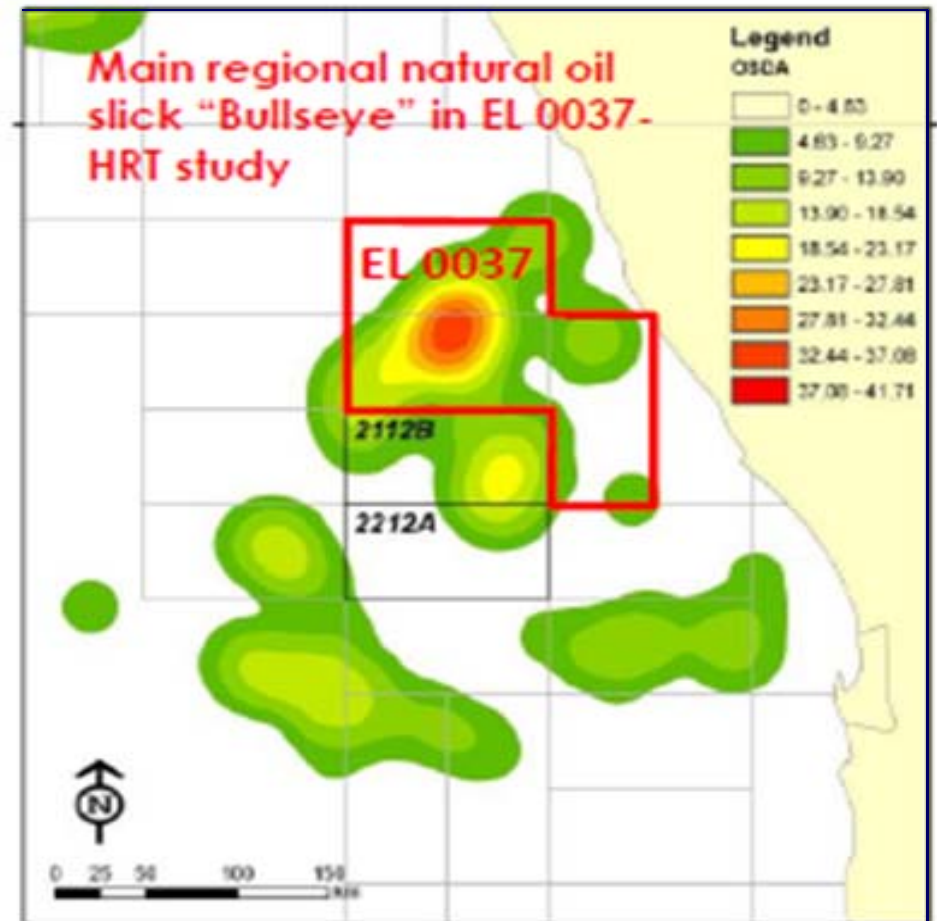 Main regional natural oil
slick “Bullseye” in EL 0037-
HRT study
Legend
OSCA
0 - 4.63
4.63 - 9.27
9.27 - 13.90
13.90 - 18.54
18.54 - 23.17
23.17 - 27.81
27.81 - 32.44
32.44 - 37.08
37.08 - 41.71
EL 0037
2112B
2212A
N
0 25 50 100 150